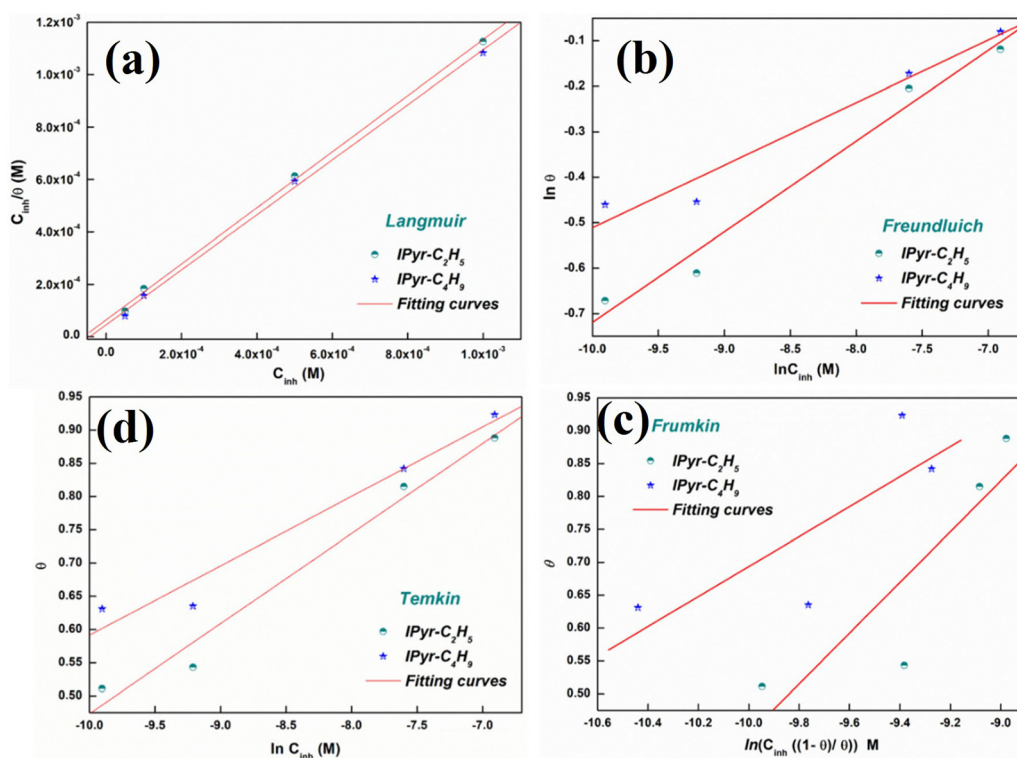 (a)
1.2x10⁻³
1.0x10⁻³
8.0x10⁻⁴
6.0x10⁻⁴
4.0x10⁻⁴
2.0x10⁻⁴
0.0
C_inh/θ (M)
Langmuir
IPyr-C₂H₅
IPyr-C₄H₉
Fitting curves
0.0 2.0x10⁻⁴ 4.0x10⁻⁴ 6.0x10⁻⁴ 8.0x10⁻⁴ 1.0x10⁻³
C_inh (M)
(b)
-0.1
-0.2
-0.3
-0.4
-0.5
-0.6
-0.7
ln θ
Freundluich
IPyr-C₂H₅
IPyr-C₄H₉
Fitting curves
-10.0 -9.5 -9.0 -8.5 -8.0 -7.5 -7.0
lnC_inh (M)
(d)
0.95
0.90
0.85
0.80
0.75
0.70
0.65
0.60
0.55
0.50
θ
Temkin
IPyr-C₂H₅
IPyr-C₄H₉
Fitting curves
-10.0 -9.5 -9.0 -8.5 -8.0 -7.5 -7.0
ln C_inh (M)
(c)
0.95
0.90
0.85
0.80
0.75
0.70
0.65
0.60
0.55
0.50
θ
Frumkin
IPyr-C₂H₅
IPyr-C₄H₉
Fitting curves
-10.6 -10.4 -10.2 -10.0 -9.8 -9.6 -9.4 -9.2 -9.0
ln(C_inh ((1- θ)/ θ)) M